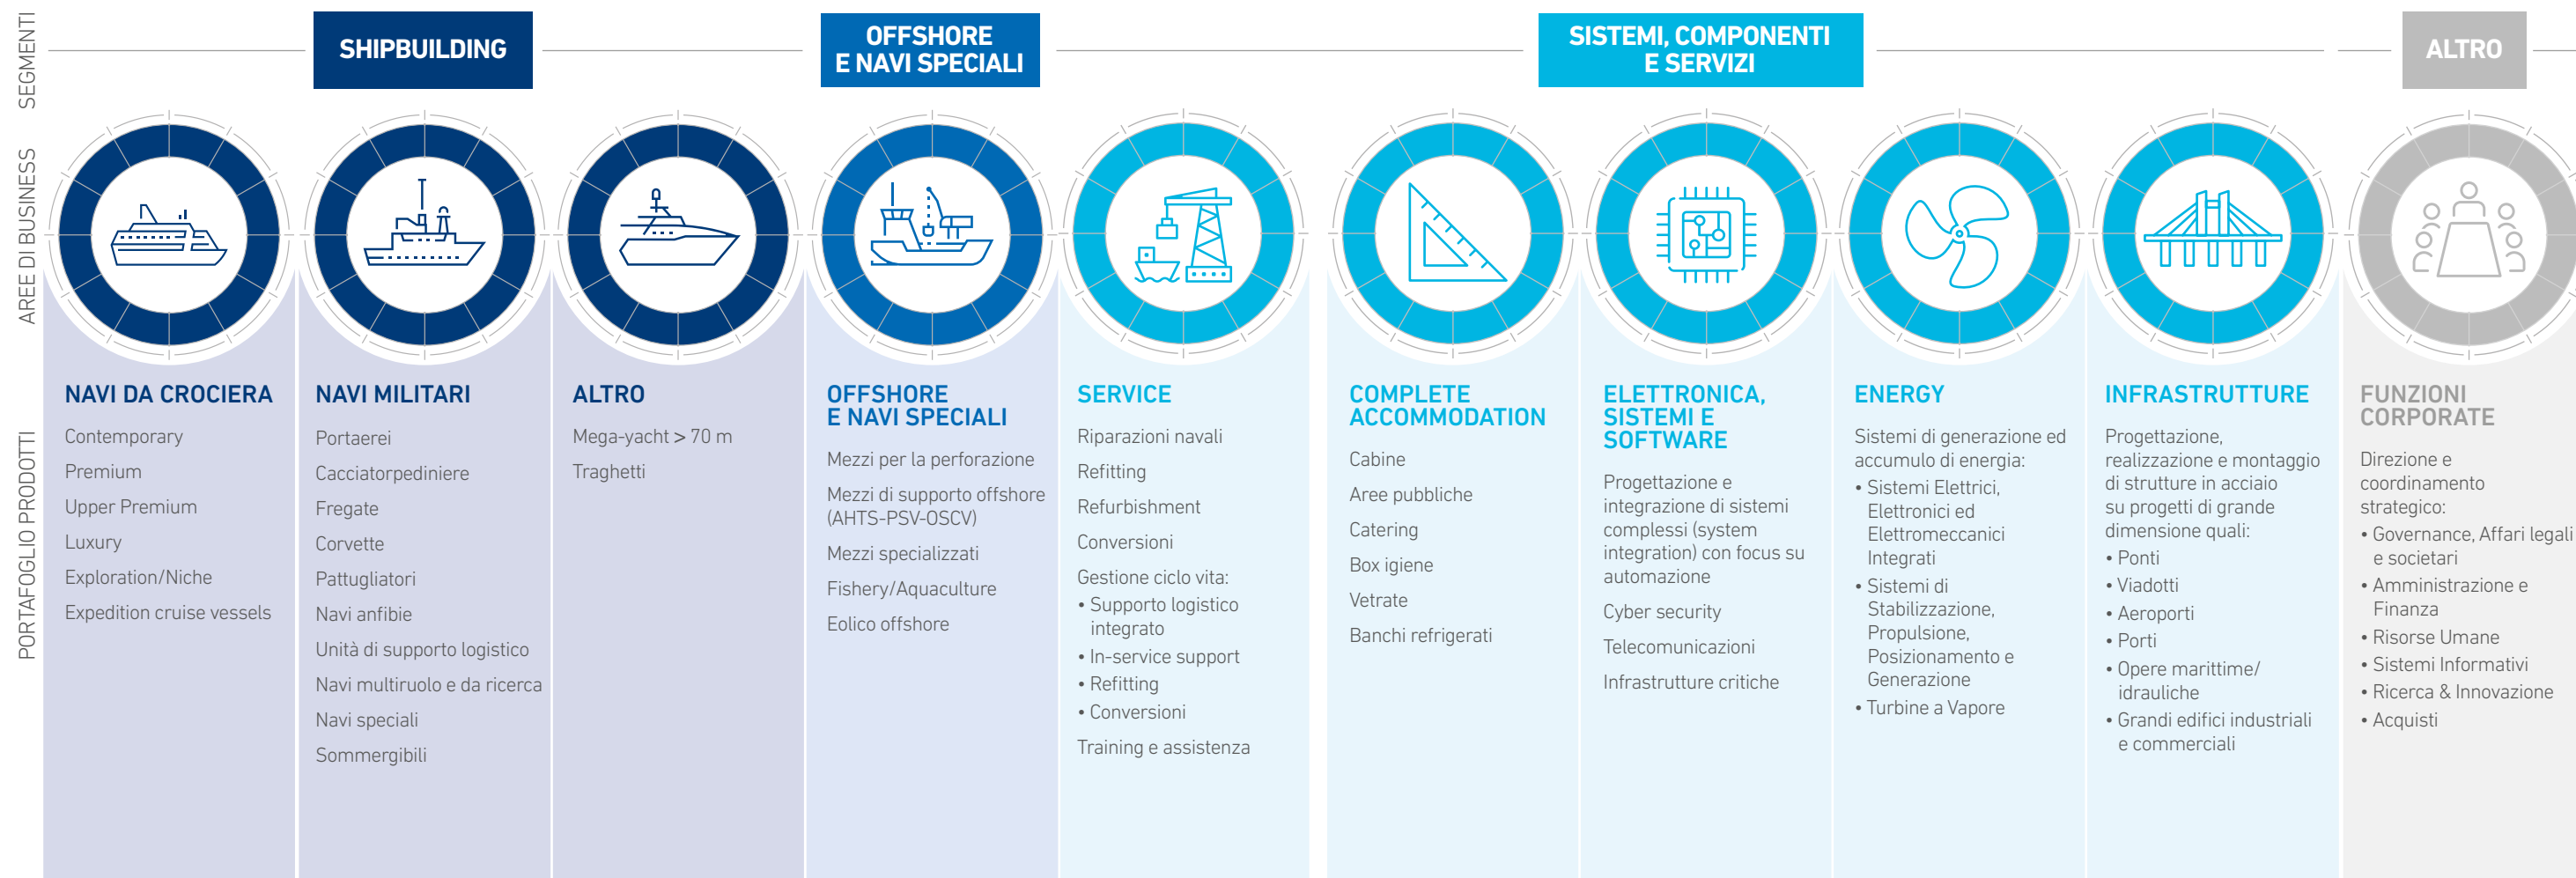 SEGMENTI
SHIPBUILDING
OFFSHORE
E NAVI SPECIALI
SISTEMI, COMPONENTI
E SERVIZI
ALTRO
AREE DI BUSINESS
PORTAFOGLIO PRODOTTI
NAVI DA CROCIERA
Contemporary
Premium
Upper Premium
Luxury
Exploration/Niche
Expedition cruise vessels
NAVI MILITARI
Portaerei
Cacciatorpediniere
Fregate
Corvette
Pattugliatori
Navi anfibie
Unità di supporto logistico
Navi multiruolo e da ricerca
Navi speciali
Sommergibili
ALTRO
Mega-yacht > 70 m
Traghetti
OFFSHORE
E NAVI SPECIALI
Mezzi per la perforazione
Mezzi di supporto offshore
(AHTS-PSV-OSCV)
Mezzi specializzati
Fishery/Aquaculture
Eolico offshore
SERVICE
Riparazioni navali
Refitting
Refurbishment
Conversioni
Gestione ciclo vita:
• Supporto logistico
integrato
• In-service support
• Refitting
• Conversioni
Training e assistenza
COMPLETE
ACCOMMODATION
Cabine
Aree pubbliche
Catering
Box igiene
Vetrate
Banchi refrigerati
ELETTRONICA,
SISTEMI E
SOFTWARE
Progettazione e
integrazione di sistemi
complessi (system
integration) con focus su
automazione
Cyber security
Telecomunicazioni
Infrastrutture critiche
ENERGY
Sistemi di generazione ed
accumulo di energia:
• Sistemi Elettrici,
Elettronici ed
Elettromeccanici
Integrati
• Sistemi di
Stabilizzazione,
Propulsione,
Posizionamento e
Generazione
• Turbine a Vapore
INFRASTRUTTURE
Progettazione,
realizzazione e montaggio
di strutture in acciaio
su progetti di grande
dimensione quali:
• Ponti
• Viadotti
• Aeroporti
• Porti
• Opere marittime/
idrauliche
• Grandi edifici industriali
e commerciali
FUNZIONI
CORPORATE
Direzione e
coordinamento
strategico:
• Governance, Affari legali
e societari
• Amministrazione e
Finanza
• Risorse Umane
• Sistemi Informativi
• Ricerca & Innovazione
• Acquisti